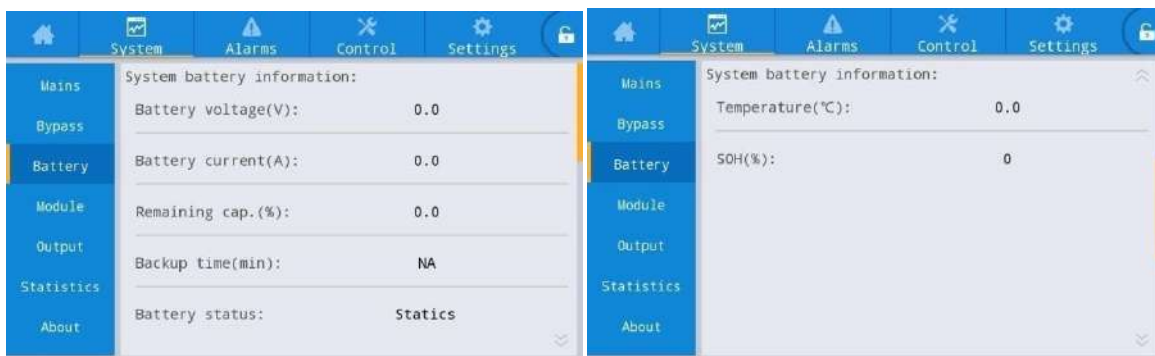 System Alarms Control Settings
Mains
Bypass
Battery
Module
Output
Statistics
About
System battery information:
Battery voltage(V): 0.0
Battery current(A): 0.0
Remaining cap.(%): 0.0
Backup time(min): NA
Battery status: Statics
System Alarms Control Settings
Mains
Bypass
Battery
Module
Output
Statistics
About
System battery information:
Temperature(℃): 0.0
SOH(%): 0